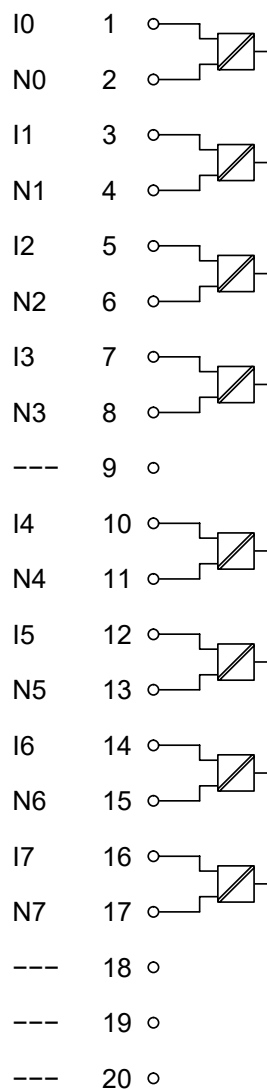 I0 1
N0 2
I1 3
N1 4
I2 5
N2 6
I3 7
N3 8
--- 9
I4 10
N4 11
I5 12
N5 13
I6 14
N6 15
I7 16
N7 17
--- 18
--- 19
--- 20